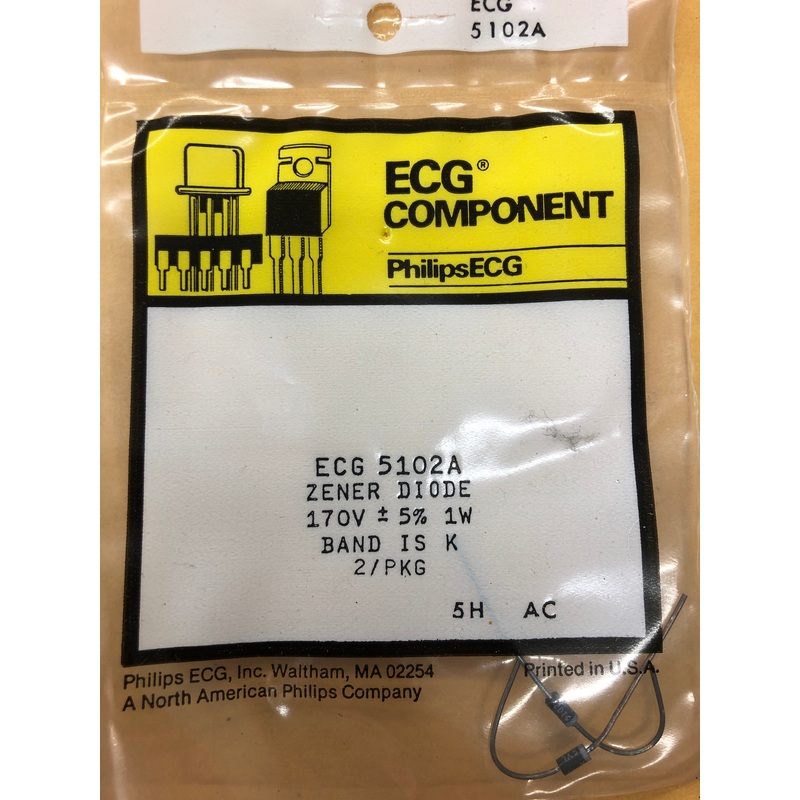 ECG
5102A
ECG®
COMPONENT
PhilipsECG
ECG 5102A
ZENER DIODE
170V ± 5% 1W
BAND IS K
2/PKG
5H AC
Philips ECG, Inc. Waltham, MA 02254
Printed in U.S.A.
A North American Philips Company